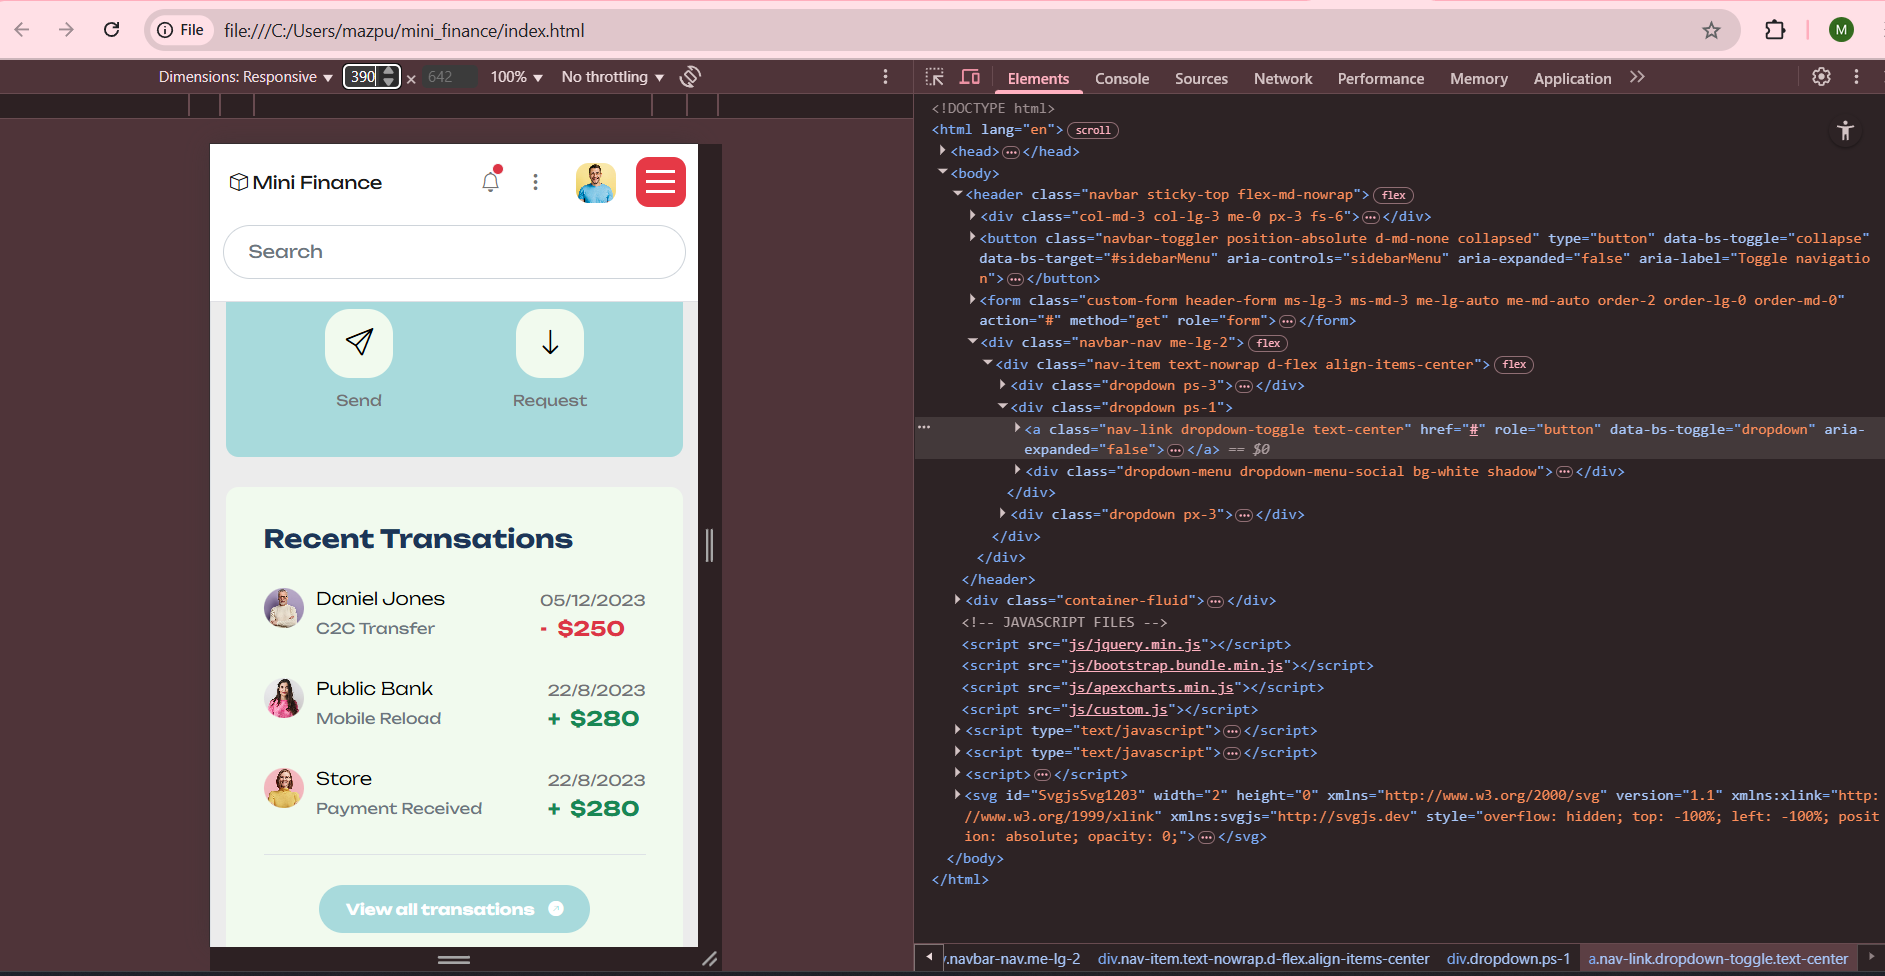 File
file:///C:/Users/mazpu/mini_finance/index.html
M
Dimensions: Responsive
390
×
642
100%
No throttling
Elements
Console
Sources
Network
Performance
Memory
Application
Mini Finance
Search
Send
Request
Recent Transations
Daniel Jones
05/12/2023
C2C Transfer
- $250
Public Bank
22/8/2023
Mobile Reload
+ $280
Store
22/8/2023
Payment Received
+ $280
View all transations
<!DOCTYPE html>
<html lang="en"> scroll
<head> ⋯ </head>
<body>
<header class="navbar sticky-top flex-md-nowrap"> flex
<div class="col-md-3 col-lg-3 me-0 px-3 fs-6"> ⋯ </div>
<button class="navbar-toggler position-absolute d-md-none collapsed" type="button" data-bs-toggle="collapse"
data-bs-target="#sidebarMenu" aria-controls="sidebarMenu" aria-expanded="false" aria-label="Toggle navigatio
n"> ⋯ </button>
<form class="custom-form header-form ms-lg-3 ms-md-3 me-lg-auto me-md-auto order-2 order-lg-0 order-md-0"
action="#" method="get" role="form"> ⋯ </form>
<div class="navbar-nav me-lg-2"> flex
<div class="nav-item text-nowrap d-flex align-items-center"> flex
<div class="dropdown ps-3"> ⋯ </div>
<div class="dropdown ps-1">
<a class="nav-link dropdown-toggle text-center" href="#" role="button" data-bs-toggle="dropdown" aria-
expanded="false"> ⋯ </a> == $0
<div class="dropdown-menu dropdown-menu-social bg-white shadow"> ⋯ </div>
</div>
<div class="dropdown px-3"> ⋯ </div>
</div>
</div>
</header>
<div class="container-fluid"> ⋯ </div>
<!-- JAVASCRIPT FILES -->
<script src="js/jquery.min.js"></script>
<script src="js/bootstrap.bundle.min.js"></script>
<script src="js/apexcharts.min.js"></script>
<script src="js/custom.js"></script>
<script type="text/javascript"> ⋯ </script>
<script type="text/javascript"> ⋯ </script>
<script> ⋯ </script>
<svg id="SvgjsSvg1203" width="2" height="0" xmlns="http://www.w3.org/2000/svg" version="1.1" xmlns:xlink="http:
//www.w3.org/1999/xlink" xmlns:svgjs="http://svgjs.dev" style="overflow: hidden; top: -100%; left: -100%; posit
ion: absolute; opacity: 0;"> ⋯ </svg>
</body>
</html>
.navbar-nav.me-lg-2
div.nav-item.text-nowrap.d-flex.align-items-center
div.dropdown.ps-1
a.nav-link.dropdown-toggle.text-center